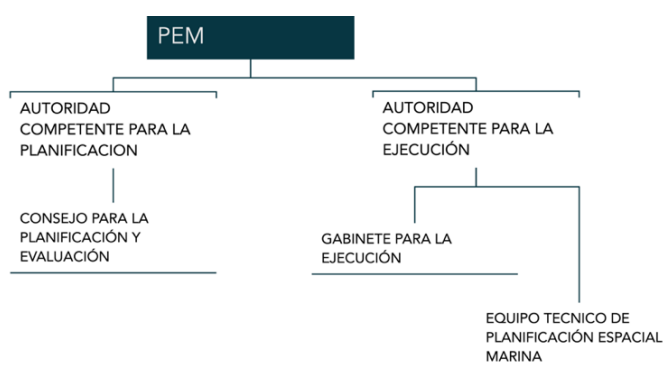 PEM
AUTORIDAD
COMPETENTE PARA LA
PLANIFICACION
AUTORIDAD
COMPETENTE PARA LA
EJECUCIÓN
CONSEJO PARA LA
PLANIFICACIÓN Y
EVALUACIÓN
GABINETE PARA LA
EJECUCIÓN
EQUIPO TECNICO DE
PLANIFICACIÓN ESPACIAL
MARINA